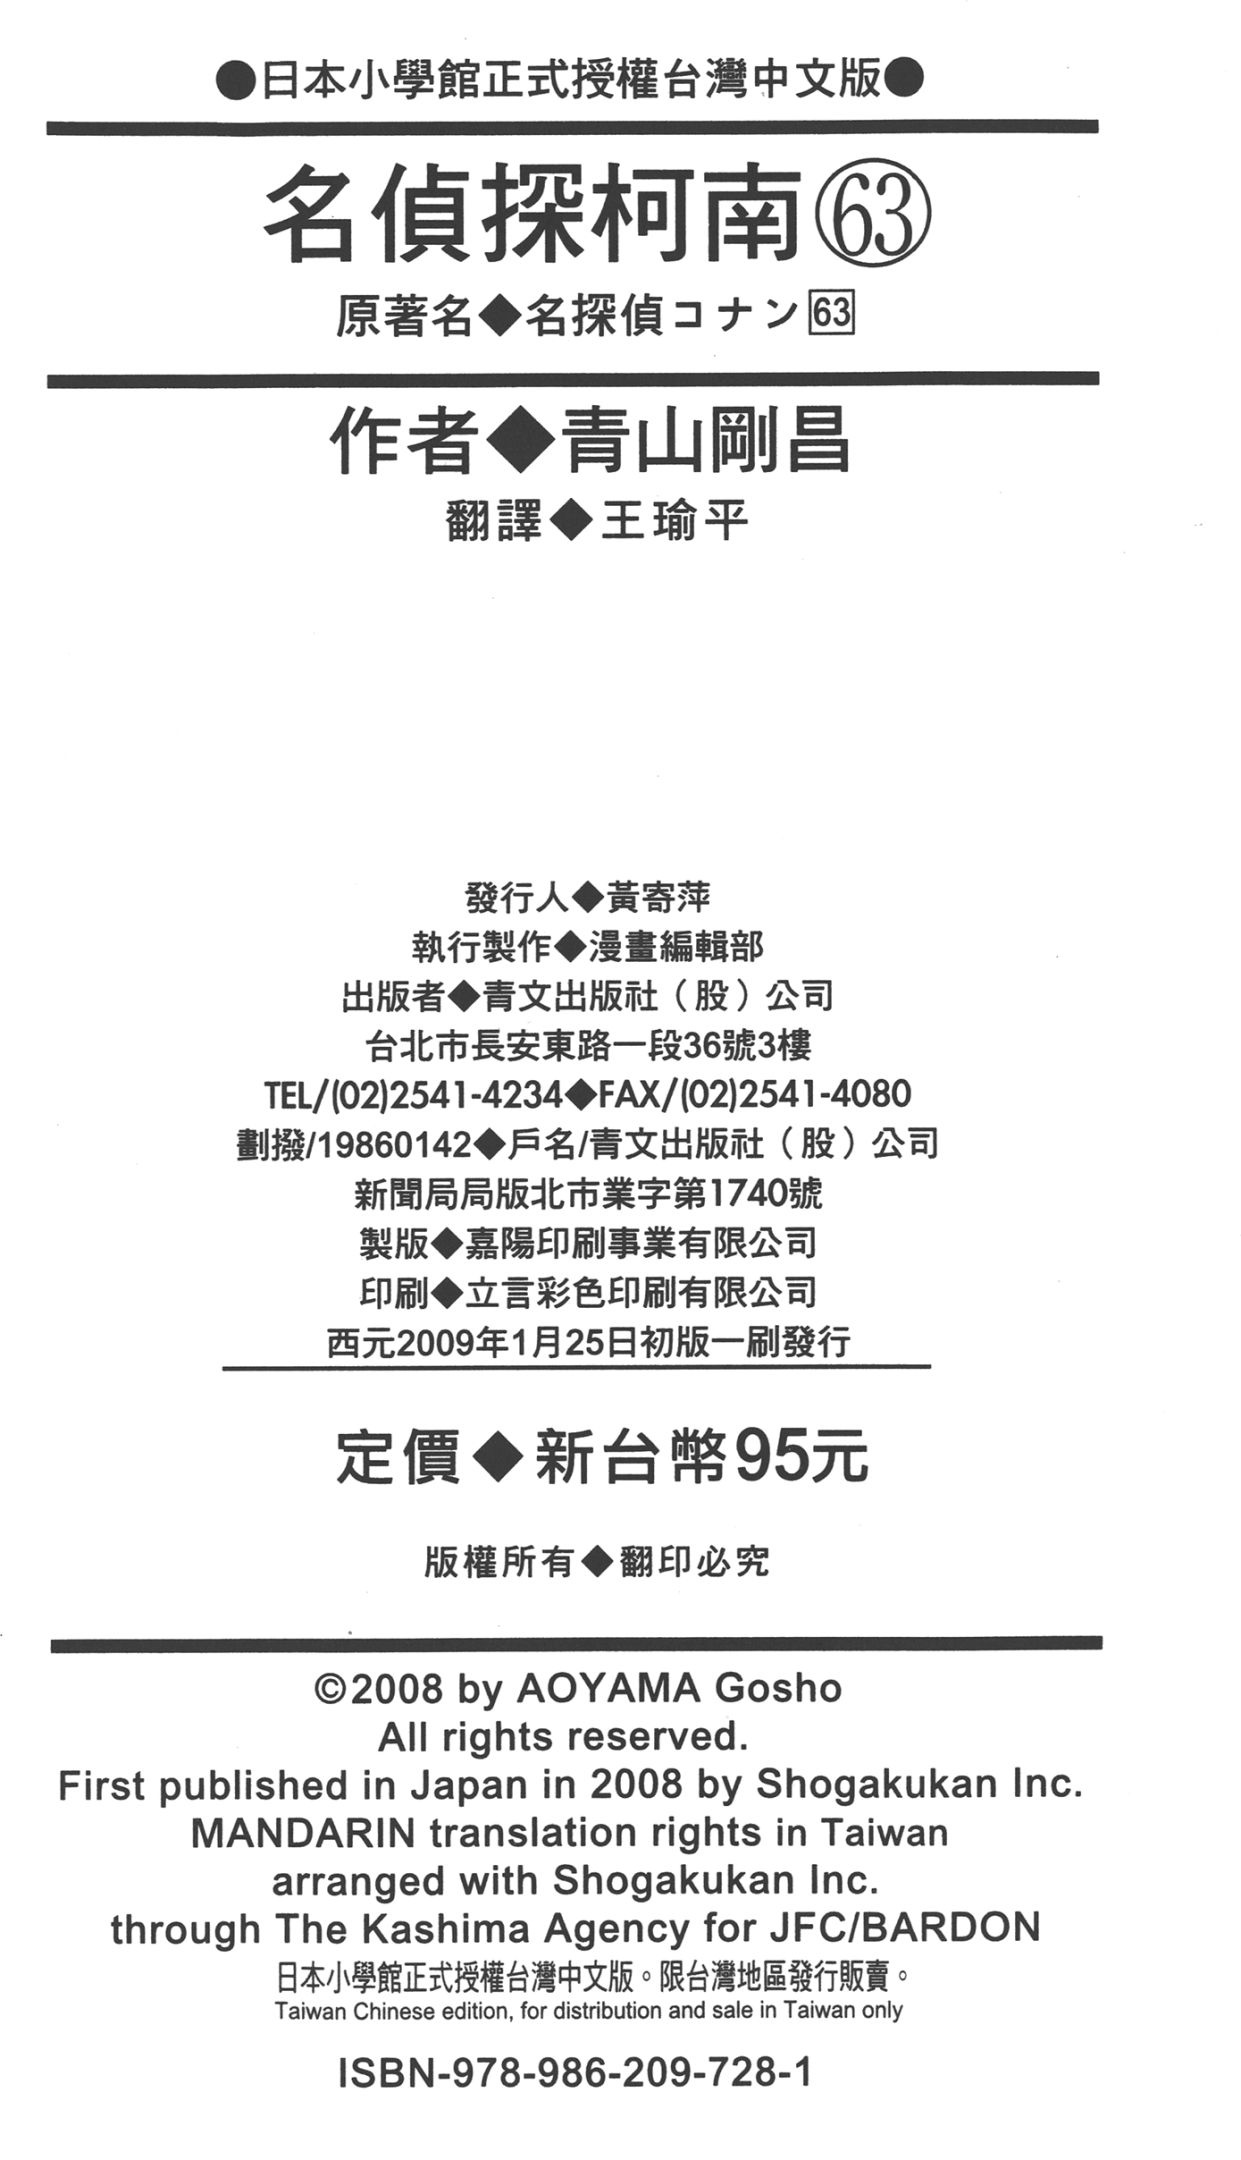 ●日本小學館正式授權台灣中文版●
名偵探柯南㊿63
原著名◆名探偵コナン63
作者◆青山剛昌
翻譯◆王瑜平
發行人◆黃寄萍
執行製作◆漫畫編輯部
出版者◆青文出版社（股）公司
台北市長安東路一段36號3樓
TEL/(02)2541-4234◆FAX/(02)2541-4080
劃撥/19860142◆戶名/青文出版社（股）公司
新聞局局版北市業字第1740號
製版◆嘉陽印刷事業有限公司
印刷◆立言彩色印刷有限公司
西元2009年1月25日初版一刷發行
定價◆新台幣95元
版權所有◆翻印必究
©2008 by AOYAMA Gosho
All rights reserved.
First published in Japan in 2008 by Shogakukan Inc.
MANDARIN translation rights in Taiwan
arranged with Shogakukan Inc.
through The Kashima Agency for JFC/BARDON
日本小學館正式授權台灣中文版。限台灣地區發行販賣。
Taiwan Chinese edition, for distribution and sale in Taiwan only
ISBN-978-986-209-728-1